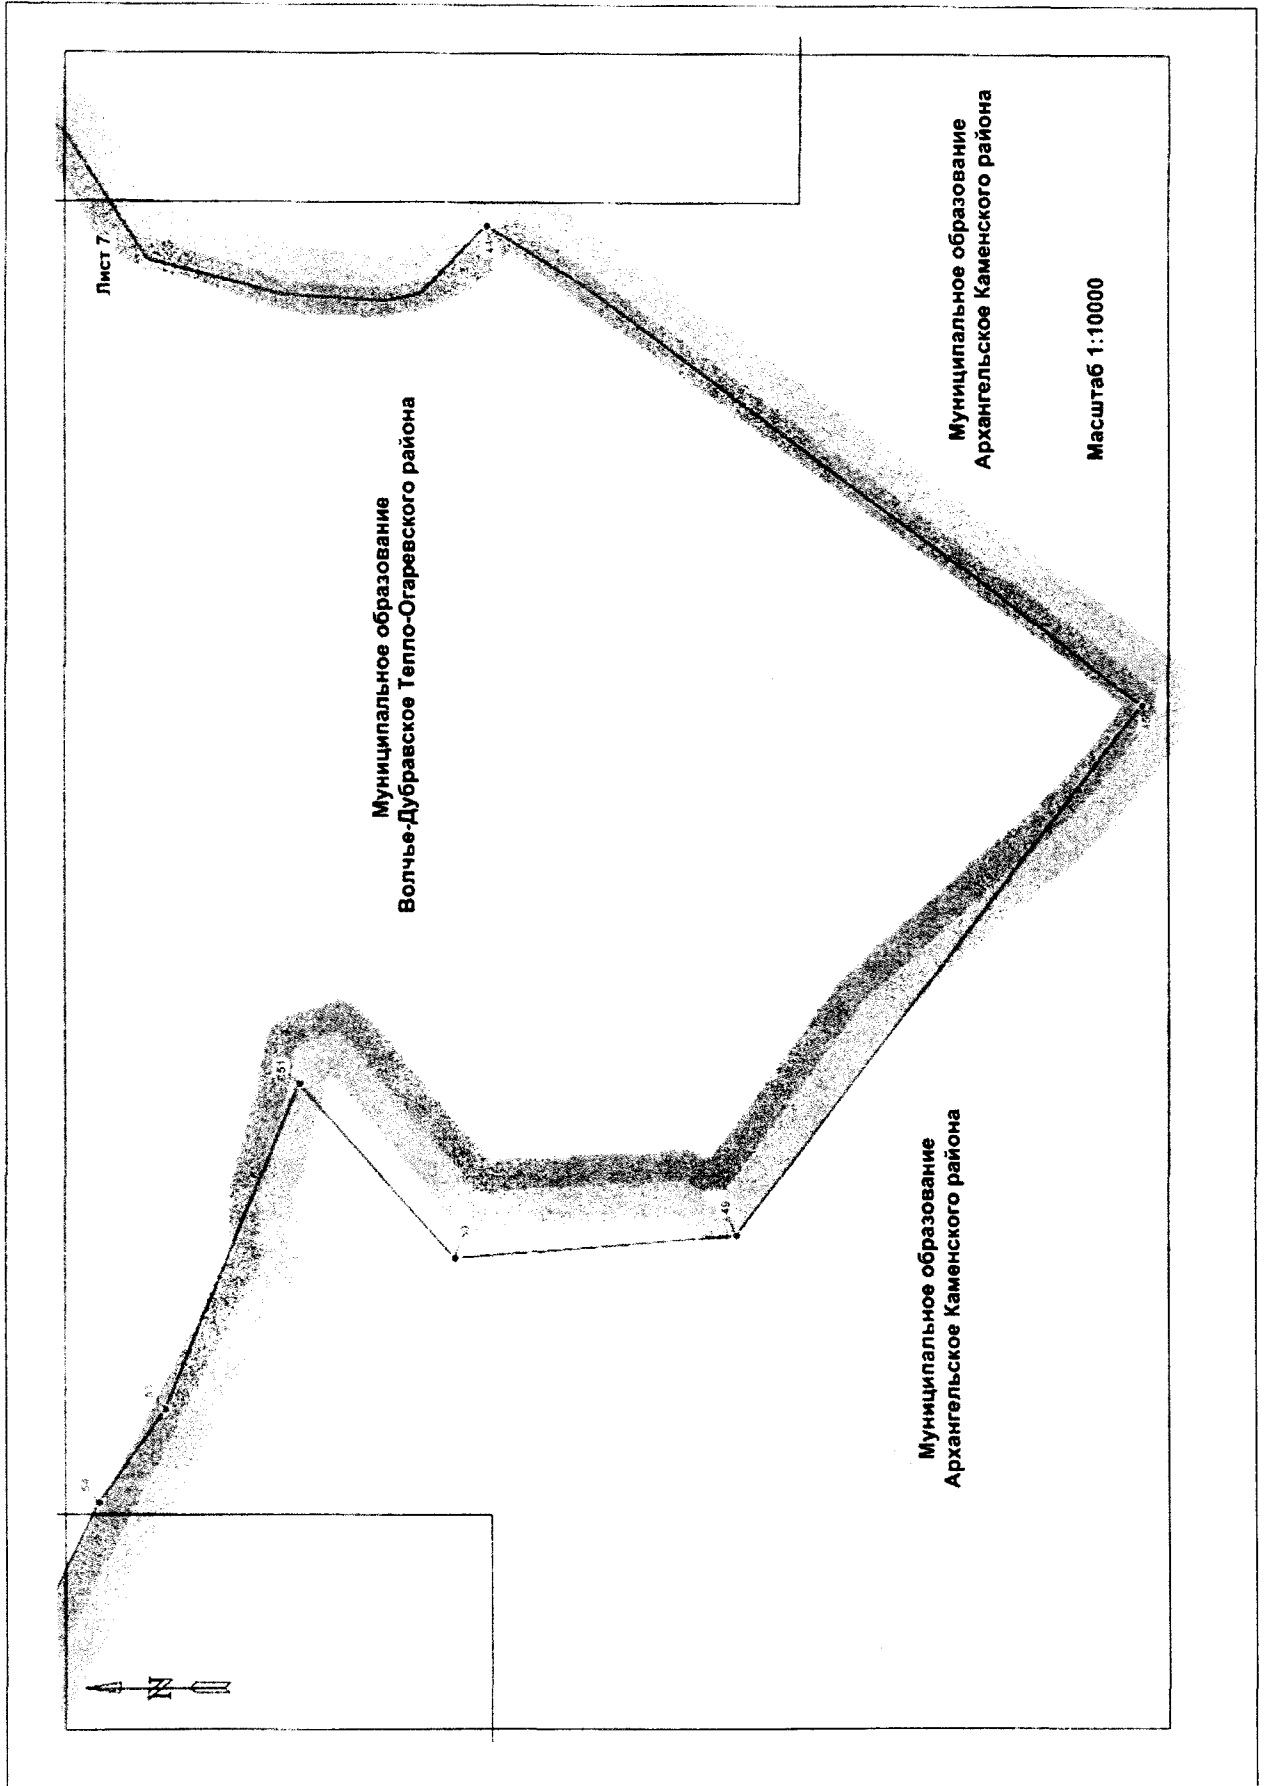 Лист 7
Муниципальное образование
Волчье-Дубравское Тепло-Огаревского района
Муниципальное образование
Архангельское Каменского района
Муниципальное образование
Архангельское Каменского района
Масштаб 1:10000
N
54
51
49